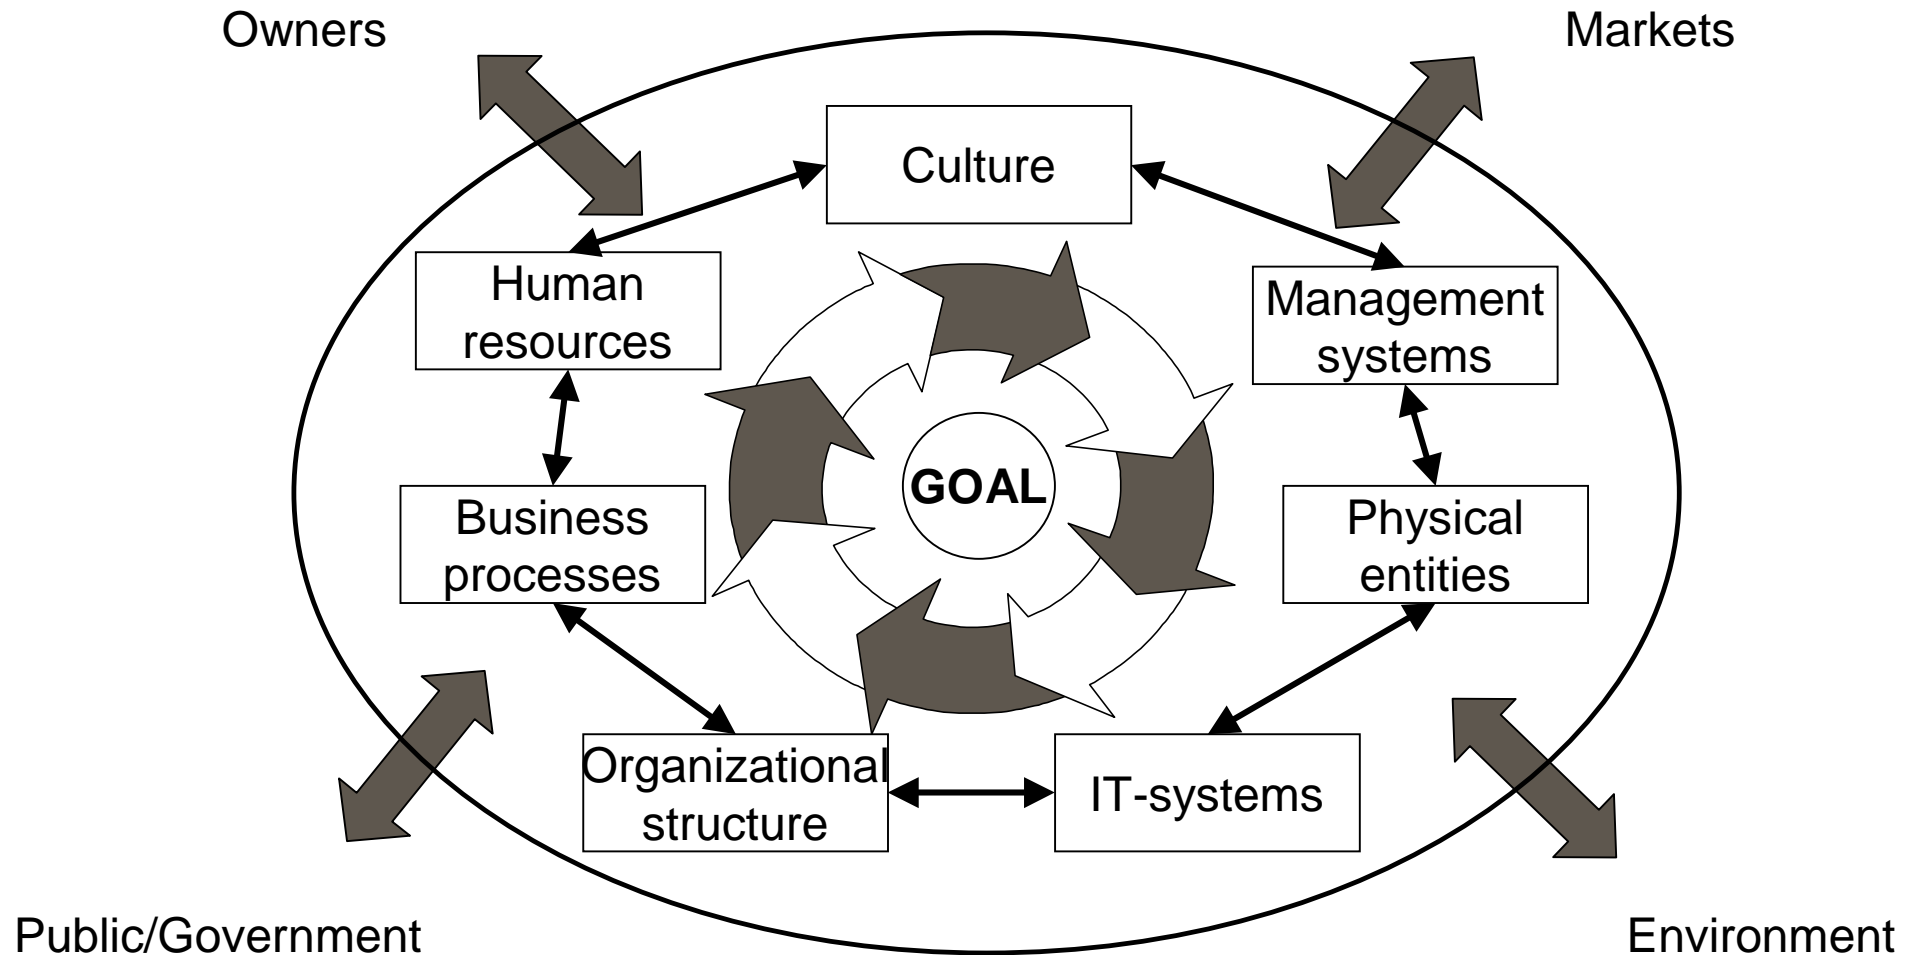 Owners
Markets
Culture
Human
resources
Management
systems
GOAL
Business
processes
Physical
entities
Organizational
structure
IT-systems
Public/Government
Environment